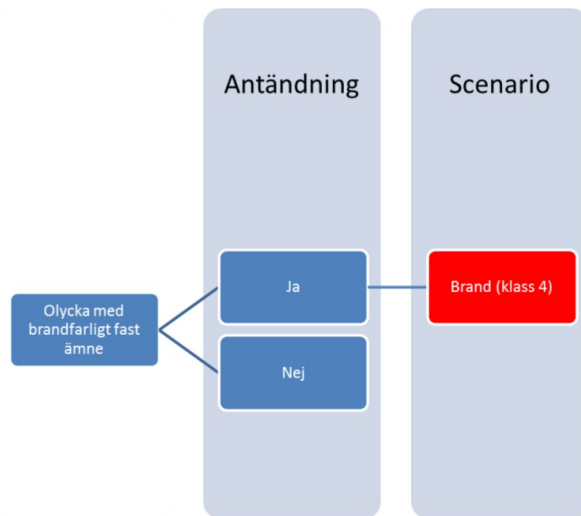 Antändning
Scenario
Olycka med
brandfarligt fast
ämne
Ja
Brand (klass 4)
Nej